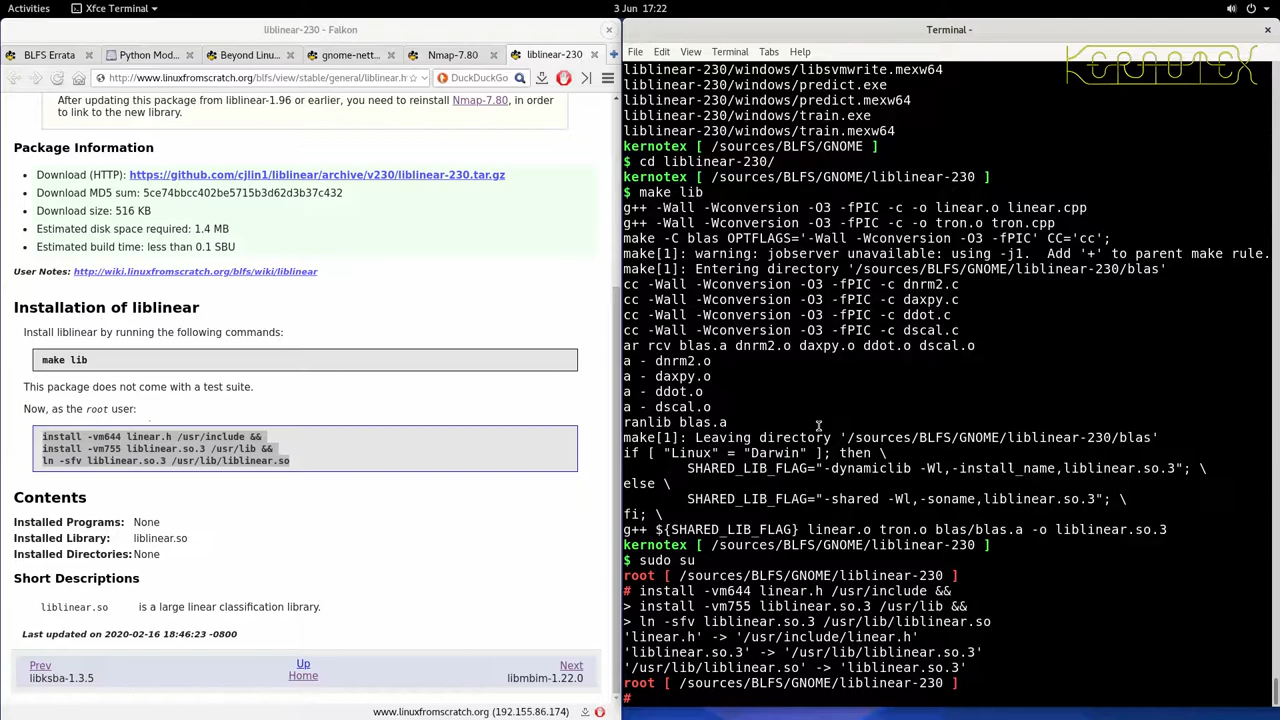 Activities
Xfce Terminal
3 Jun 17:22
liblinear-230 - Falkon
BLFS Errata
Python Mod…
Beyond Linu…
gnome-nett…
Nmap-7.80
liblinear-230
http://www.linuxfromscratch.org/blfs/view/stable/general/liblinear.h
DuckDuckGo
After updating this package from liblinear-1.96 or earlier, you need to reinstall Nmap-7.80, in order
to link to the new library.
Package Information
Download (HTTP): https://github.com/cjlin1/liblinear/archive/v230/liblinear-230.tar.gz
Download MD5 sum: 5ce74bbcc402be5715b3d62d3b37c432
Download size: 516 KB
Estimated disk space required: 1.4 MB
Estimated build time: less than 0.1 SBU
User Notes: http://wiki.linuxfromscratch.org/blfs/wiki/liblinear
Installation of liblinear
Install liblinear by running the following commands:
make lib
This package does not come with a test suite.
Now, as the root user:
install -vm644 linear.h /usr/include &&
install -vm755 liblinear.so.3 /usr/lib &&
ln -sfv liblinear.so.3 /usr/lib/liblinear.so
Contents
Installed Programs: None
Installed Library: liblinear.so
Installed Directories: None
Short Descriptions
liblinear.so is a large linear classification library.
Last updated on 2020-02-16 18:46:23 -0800
Prev
Up
Next
libksba-1.3.5
Home
libmbim-1.22.0
www.linuxfromscratch.org (192.155.86.174)
Terminal -
File Edit View Terminal Tabs Help
KERNOTEX
liblinear-230/windows/libsvmwrite.mexw64
liblinear-230/windows/predict.exe
liblinear-230/windows/predict.mexw64
liblinear-230/windows/train.exe
liblinear-230/windows/train.mexw64
kernotex [ /sources/BLFS/GNOME ]
$ cd liblinear-230/
kernotex [ /sources/BLFS/GNOME/liblinear-230 ]
$ make lib
g++ -Wall -Wconversion -O3 -fPIC -c -o linear.o linear.cpp
g++ -Wall -Wconversion -O3 -fPIC -c -o tron.o tron.cpp
make -C blas OPTFLAGS='-Wall -Wconversion -O3 -fPIC' CC='cc';
make[1]: warning: jobserver unavailable: using -j1.  Add '+' to parent make rule.
make[1]: Entering directory '/sources/BLFS/GNOME/liblinear-230/blas'
cc -Wall -Wconversion -O3 -fPIC -c dnrm2.c
cc -Wall -Wconversion -O3 -fPIC -c daxpy.c
cc -Wall -Wconversion -O3 -fPIC -c ddot.c
cc -Wall -Wconversion -O3 -fPIC -c dscal.c
ar rcv blas.a dnrm2.o daxpy.o ddot.o dscal.o
a - dnrm2.o
a - daxpy.o
a - ddot.o
a - dscal.o
ranlib blas.a
make[1]: Leaving directory '/sources/BLFS/GNOME/liblinear-230/blas'
if [ "Linux" = "Darwin" ]; then \
SHARED_LIB_FLAG="-dynamiclib -Wl,-install_name,liblinear.so.3"; \
else \
SHARED_LIB_FLAG="-shared -Wl,-soname,liblinear.so.3"; \
fi; \
g++ ${SHARED_LIB_FLAG} linear.o tron.o blas/blas.a -o liblinear.so.3
kernotex [ /sources/BLFS/GNOME/liblinear-230 ]
$ sudo su
root [ /sources/BLFS/GNOME/liblinear-230 ]
# install -vm644 linear.h /usr/include &&
> install -vm755 liblinear.so.3 /usr/lib &&
> ln -sfv liblinear.so.3 /usr/lib/liblinear.so
'linear.h' -> '/usr/include/linear.h'
'liblinear.so.3' -> '/usr/lib/liblinear.so.3'
'/usr/lib/liblinear.so' -> 'liblinear.so.3'
root [ /sources/BLFS/GNOME/liblinear-230 ]
#